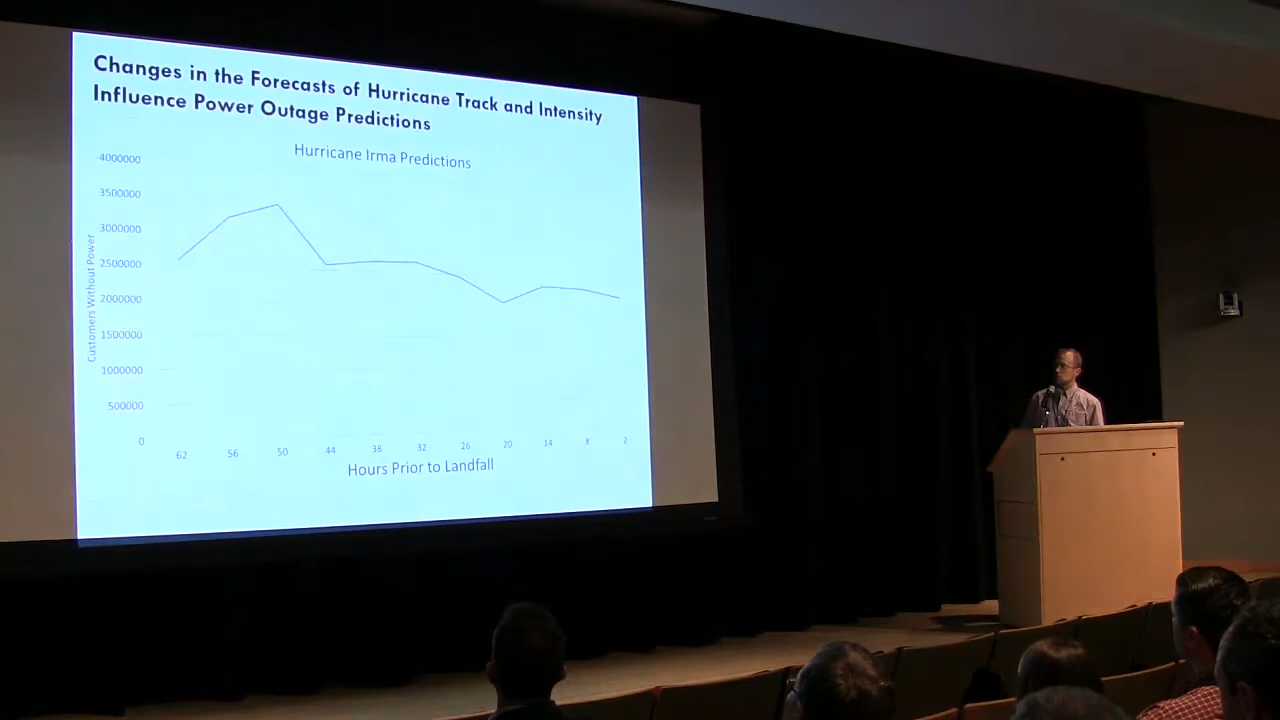 Changes in the Forecasts of Hurricane Track and Intensity
Influence Power Outage Predictions
Hurricane Irma Predictions
4000000
3500000
3000000
2500000
2000000
1500000
1000000
500000
0
Customers Without Power
62 56 50 44 38 32 26 20 14 8 2
Hours Prior to Landfall